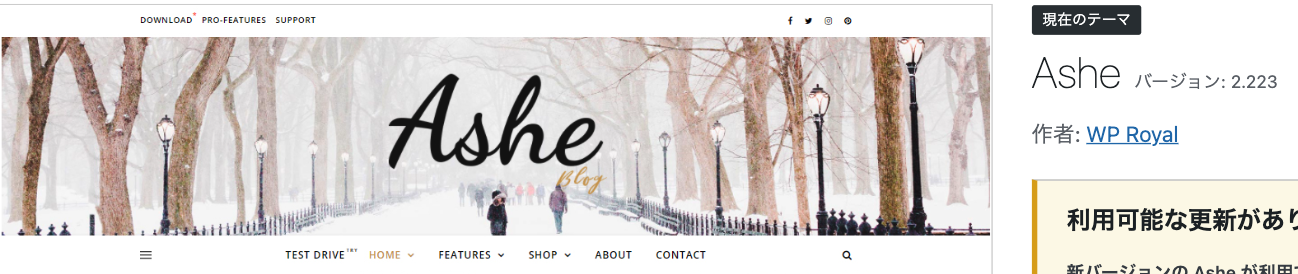 DOWNLOAD PRO-FEATURES SUPPORT
Ashe
Blog
TEST DRIVE TRY HOME FEATURES SHOP ABOUT CONTACT
現在のテーマ
Ashe バージョン: 2.223
作者: WP Royal
利用可能な更新があり
新バージョンの Ashe が利用